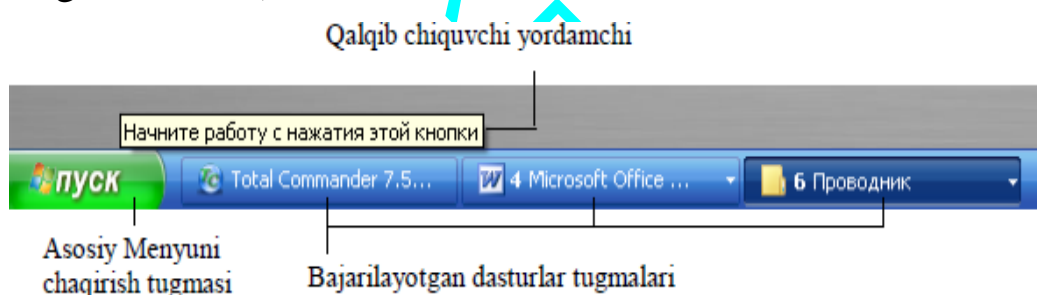 Qalqib chiquvchi yordamchi
Начните работу с нажатия этой кнопки
пуск
Total Commander 7.5...
4 Microsoft Office ...
6 Проводник
Asosiy Menyuni
chaqirish tugmasi
Bajarilayotgan dasturlar tugmalari